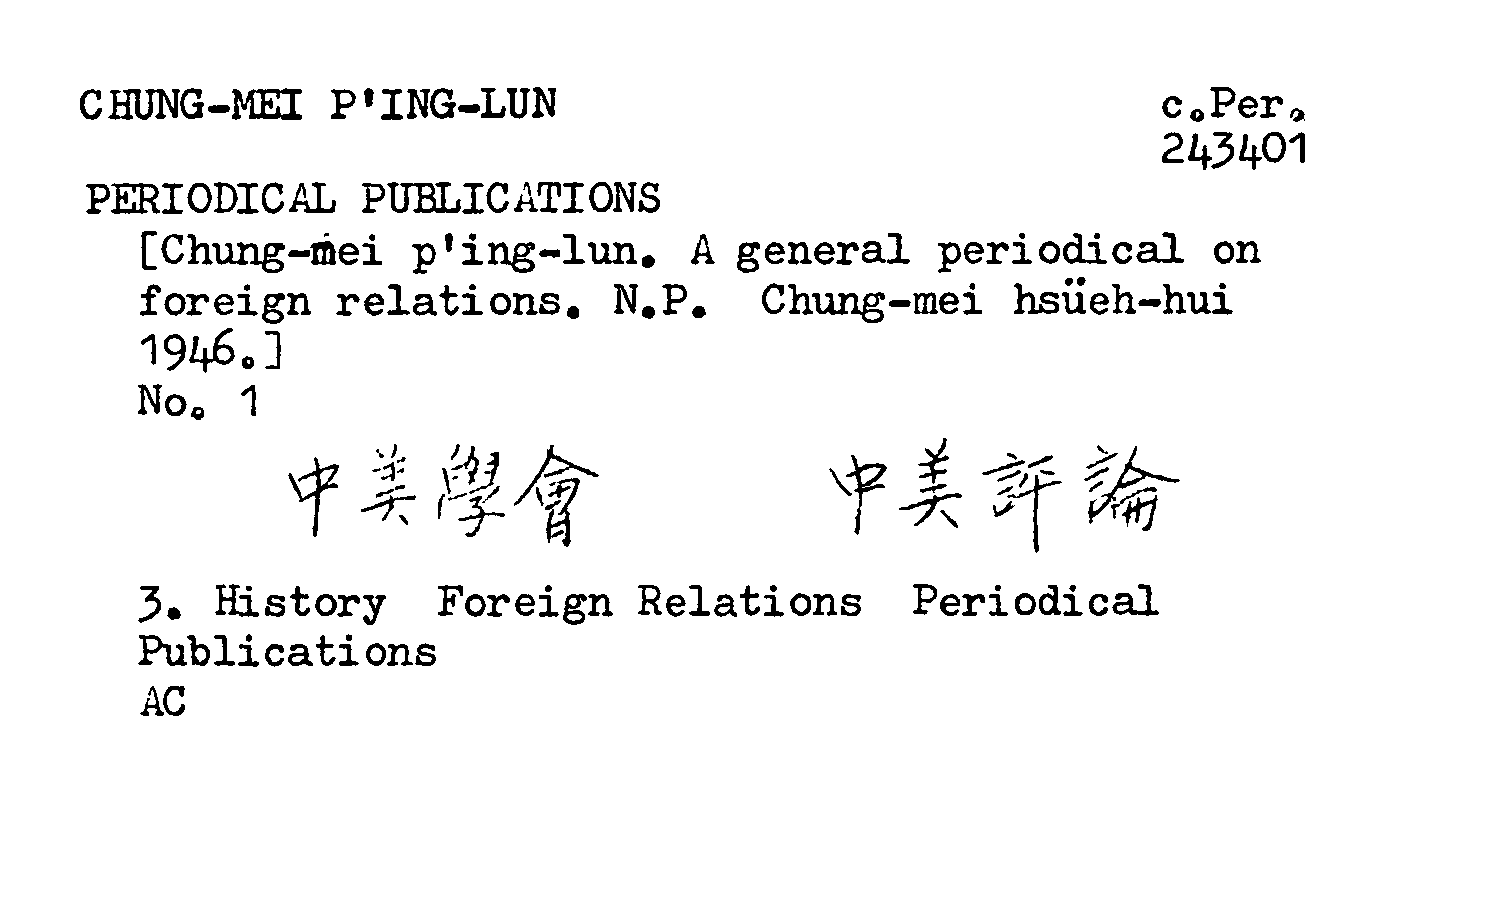 CHUNG-MEI P'ING-LUN c.Per.
243401
PERIODICAL PUBLICATIONS
[Chung-mei p'ing-lun. A general periodical on
foreign relations. N.P. Chung-mei hsüeh-hui
1946.]
No. 1
中美學會 中美評論
3. History Foreign Relations Periodical
Publications
AC